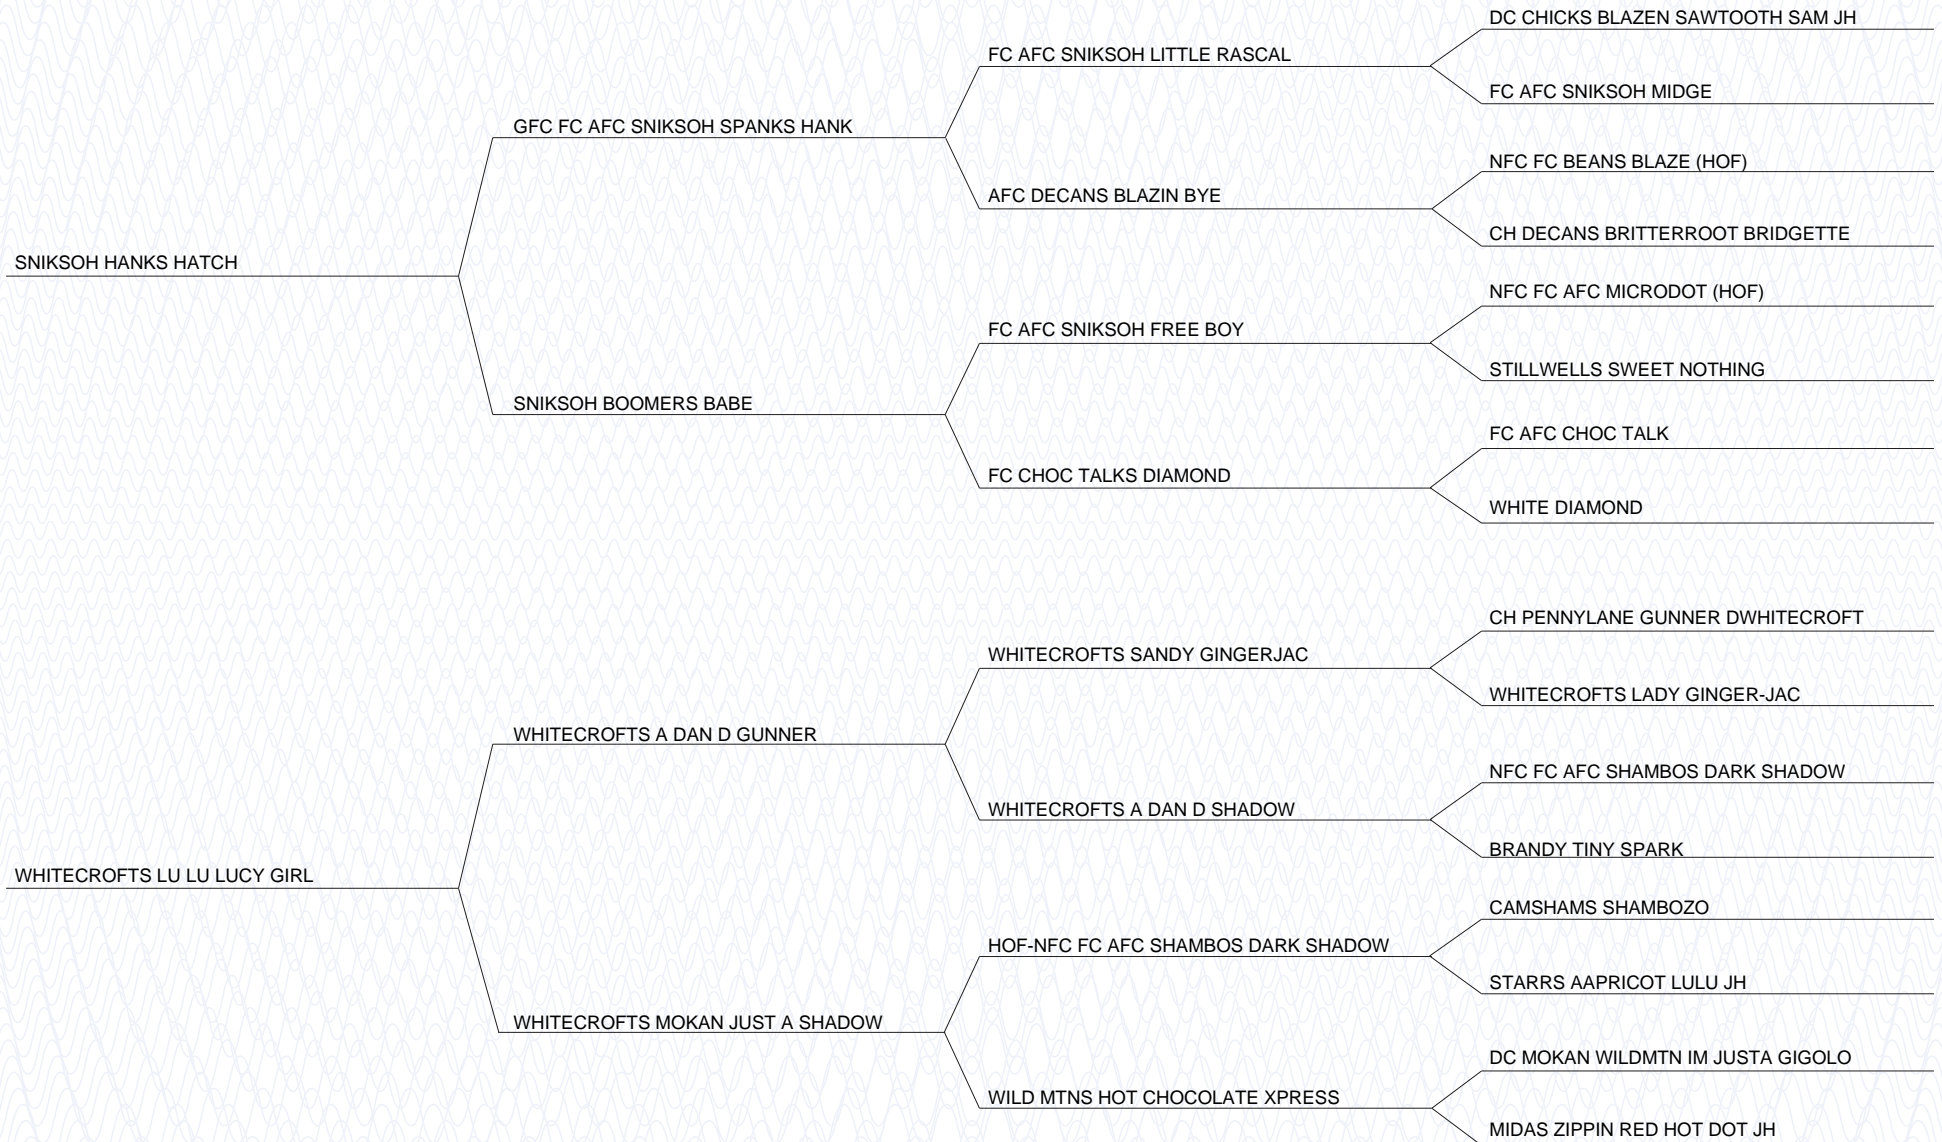 DC CHICKS BLAZEN SAWTOOTH SAM JH
FC AFC SNIKSOH LITTLE RASCAL
FC AFC SNIKSOH MIDGE
GFC FC AFC SNIKSOH SPANKS HANK
NFC FC BEANS BLAZE (HOF)
AFC DECANS BLAZIN BYE
CH DECANS BRITTERROOT BRIDGETTE
SNIKSOH HANKS HATCH
NFC FC AFC MICRODOT (HOF)
FC AFC SNIKSOH FREE BOY
STILLWELLS SWEET NOTHING
SNIKSOH BOOMERS BABE
FC AFC CHOC TALK
FC CHOC TALKS DIAMOND
WHITE DIAMOND
CH PENNYLANE GUNNER DWHITECROFT
WHITECROFTS SANDY GINGERJAC
WHITECROFTS LADY GINGER-JAC
WHITECROFTS A DAN D GUNNER
NFC FC AFC SHAMBOS DARK SHADOW
WHITECROFTS A DAN D SHADOW
BRANDY TINY SPARK
WHITECROFTS LU LU LUCY GIRL
CAMSHAMS SHAMBOZO
HOF-NFC FC AFC SHAMBOS DARK SHADOW
STARRS AAPRICOT LULU JH
WHITECROFTS MOKAN JUST A SHADOW
DC MOKAN WILDMTN IM JUSTA GIGOLO
WILD MTNS HOT CHOCOLATE XPRESS
MIDAS ZIPPIN RED HOT DOT JH